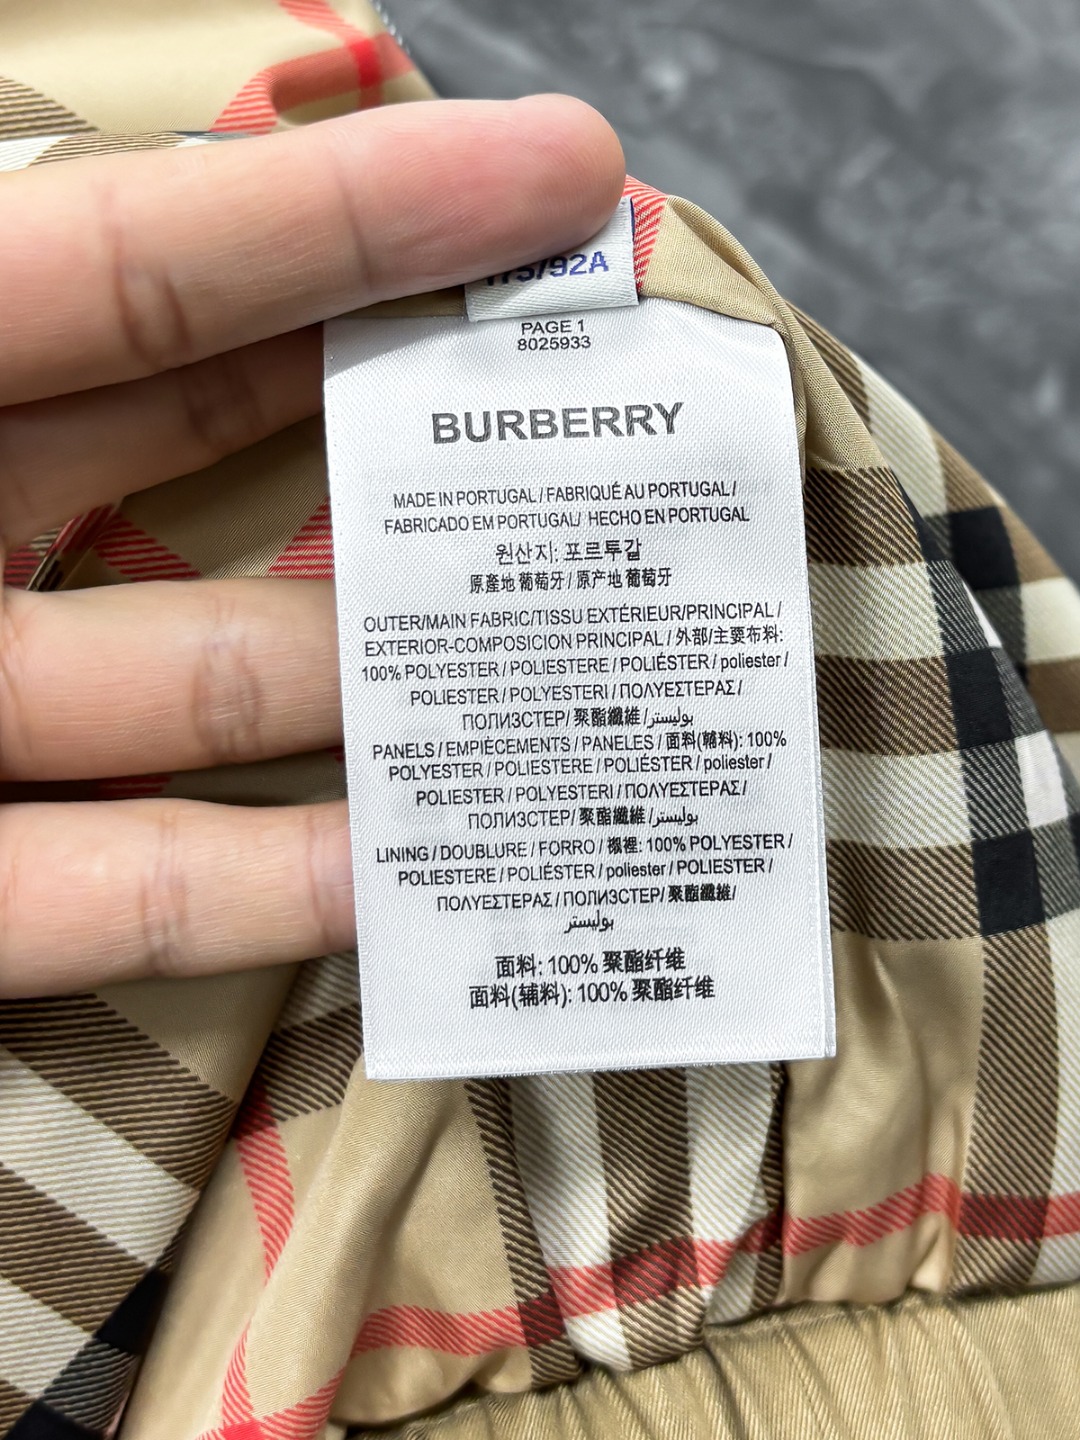 175/92A
PAGE 1
8025933
BURBERRY
MADE IN PORTUGAL / FABRIQUÉ AU PORTUGAL /
FABRICADO EM PORTUGAL/ HECHO EN PORTUGAL
원산지: 포르투갈
原產地 葡萄牙 / 原产地 葡萄牙
OUTER/MAIN FABRIC/TISSU EXTÉRIEUR/PRINCIPAL /
EXTERIOR-COMPOSICION PRINCIPAL / 外部/主要布料:
100% POLYESTER / POLIESTERE / POLIÉSTER / poliester /
POLIESTER / POLYESTERI / ΠΟΛΥΕΣΤΕΡΑΣ /
ПОЛИЗСТЕР/ 聚酯纖維 /بوليستر
PANELS / EMPIÈCEMENTS / PANELES / 面料(輔料): 100%
POLYESTER / POLIESTERE / POLIÉSTER / poliester /
POLIESTER / POLYESTERI / ΠΟΛΥΕΣΤΕΡΑΣ /
ПОЛИЗСТЕР/ 聚酯纖維 /بوليستر
LINING / DOUBLURE / FORRO / 襯裡: 100% POLYESTER /
POLIESTERE / POLIÉSTER / poliester / POLIESTER /
ΠΟΛΥΕΣΤΕΡΑΣ / ПОЛИЗСТЕР/ 聚酯纖維/
بوليستر
面料: 100% 聚酯纤维
面料(辅料): 100% 聚酯纤维